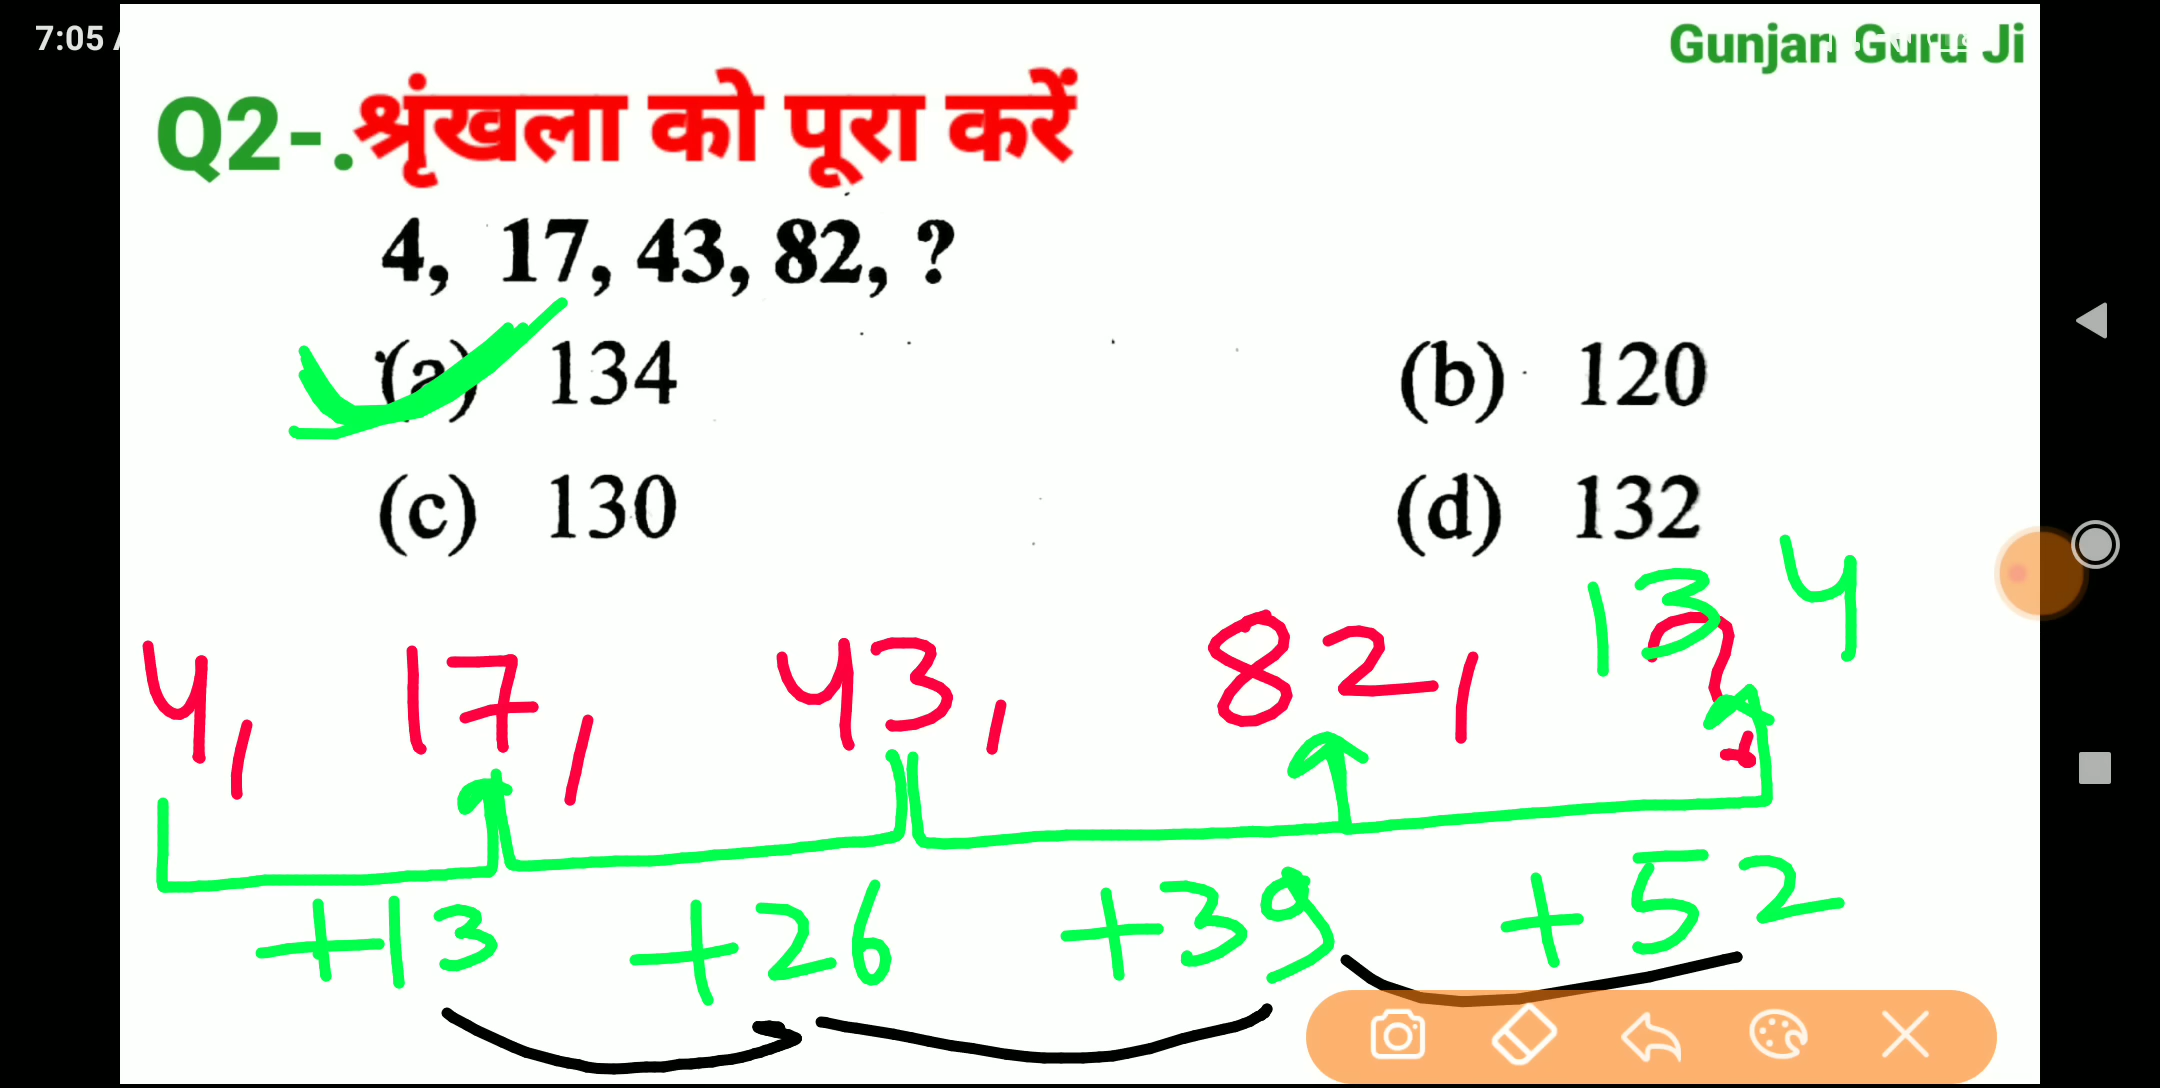 7:05
Gunjan Guru Ji
Q2-.श्रृंखला को पूरा करें
4, 17, 43, 82, ?
(a) 134 (b) 120
(c) 130 (d) 132
134
4, 17, 43, 82, ?
+13 +26 +39 +52